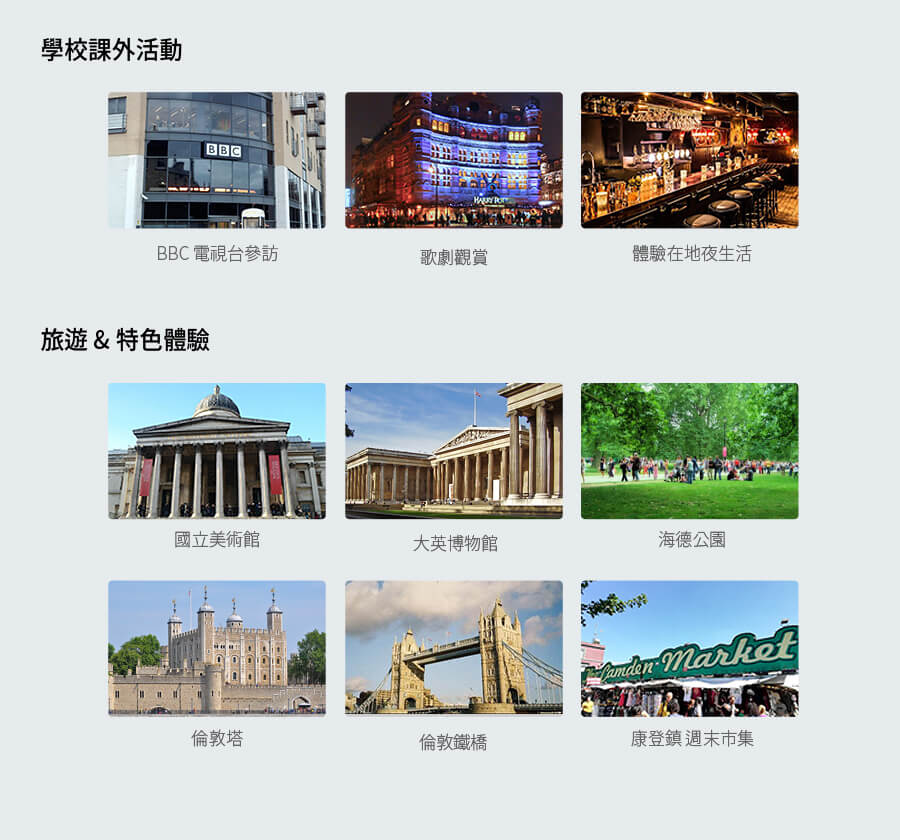 學校課外活動
BBC
HARRY POTTER
BBC 電視台參訪
歌劇觀賞
體驗在地夜生活
旅遊 & 特色體驗
國立美術館
大英博物館
海德公園
Camden Market
倫敦塔
倫敦鐵橋
康登鎮 週末市集